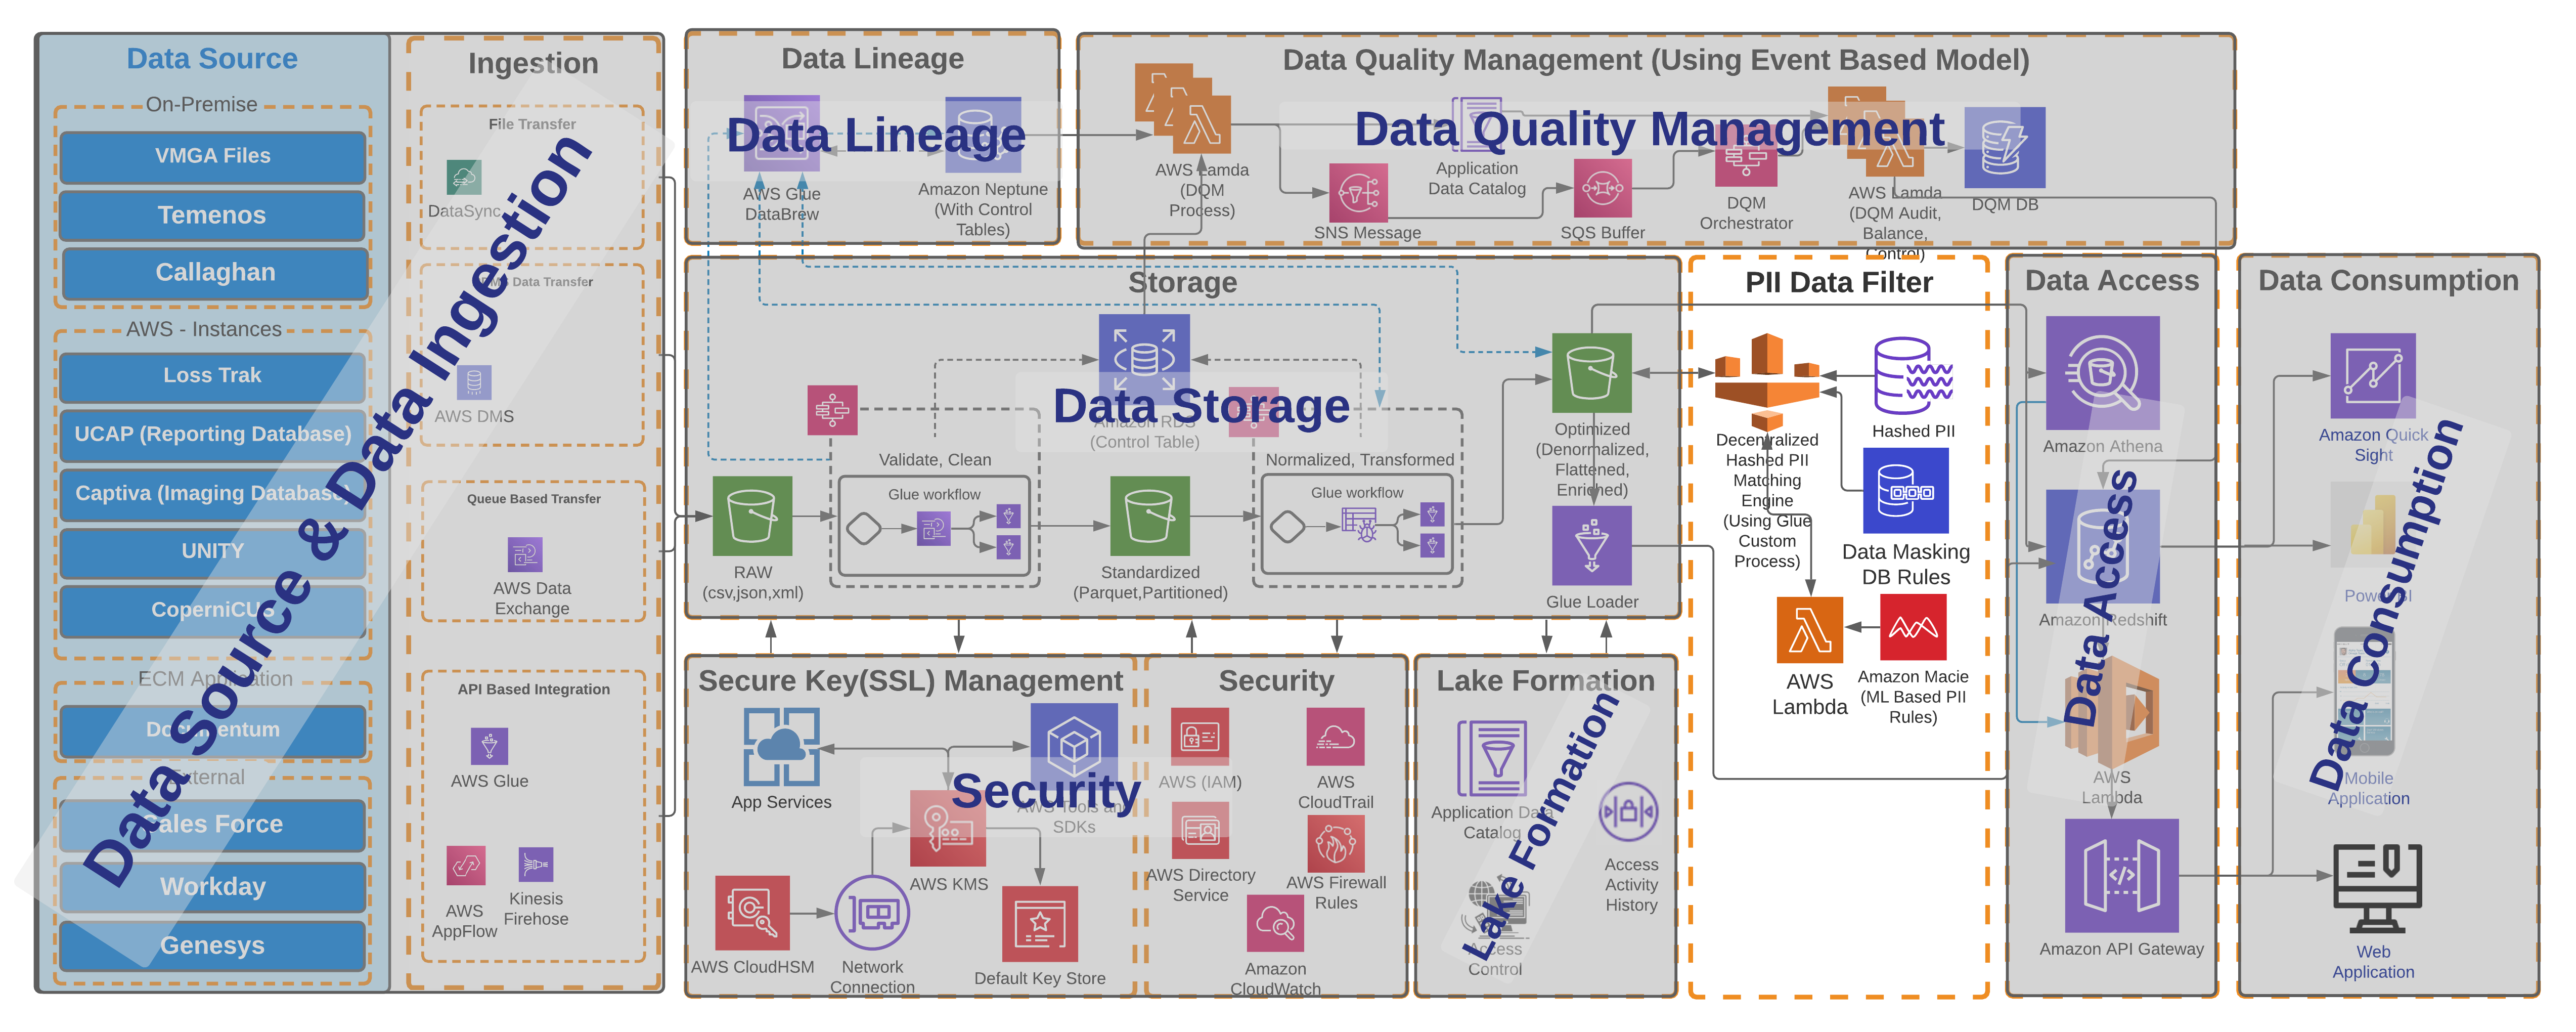 Data Source
On-Premise
VMGA Files
Temenos
Callaghan
AWS - Instances
Loss Trak
UCAP (Reporting Database)
Captiva (Imaging Database)
UNITY
CoperniCUS
ECM Application
Documentum
External
Sales Force
Workday
Genesys
Data Source & Data Ingestion
Ingestion
File Transfer
DataSync
Data Transfer
AWS DMS
Queue Based Transfer
AWS Data
Exchange
API Based Integration
AWS Glue
AWS
AppFlow
Kinesis
Firehose
Data Lineage
Data Lineage
AWS Glue
DataBrew
Amazon Neptune
(With Control
Tables)
Data Quality Management (Using Event Based Model)
Data Quality Management
AWS Lamda
(DQM
Process)
SNS Message
Application
Data Catalog
SQS Buffer
DQM
Orchestrator
AWS Lamda
(DQM Audit,
Balance,
Control)
DQM DB
Storage
Data Storage
Amazon RDS
(Control Table)
RAW
(csv,json,xml)
Validate, Clean
Glue workflow
Standardized
(Parquet,Partitioned)
Normalized, Transformed
Glue workflow
Optimized
(Denormalized,
Flattened,
Enriched)
Glue Loader
Secure Key(SSL) Management
App Services
AWS Tools and
SDKs
AWS KMS
AWS CloudHSM
Network
Connection
Default Key Store
Security
Security
AWS (IAM)
AWS
CloudTrail
AWS Directory
Service
AWS Firewall
Rules
Amazon
CloudWatch
Lake Formation
Lake Formation
Application Data
Catalog
Access
Activity
History
Access
Control
PII Data Filter
Decentralized
Hashed PII
Matching
Engine
(Using Glue
Custom
Process)
Hashed PII
Data Masking
DB Rules
AWS
Lambda
Amazon Macie
(ML Based PII
Rules)
Data Access
Data Access
Amazon Athena
Amazon Redshift
AWS
Lambda
Amazon API Gateway
Data Consumption
Data Consumption
Amazon Quick
Sight
Power BI
Mobile
Application
Web
Application